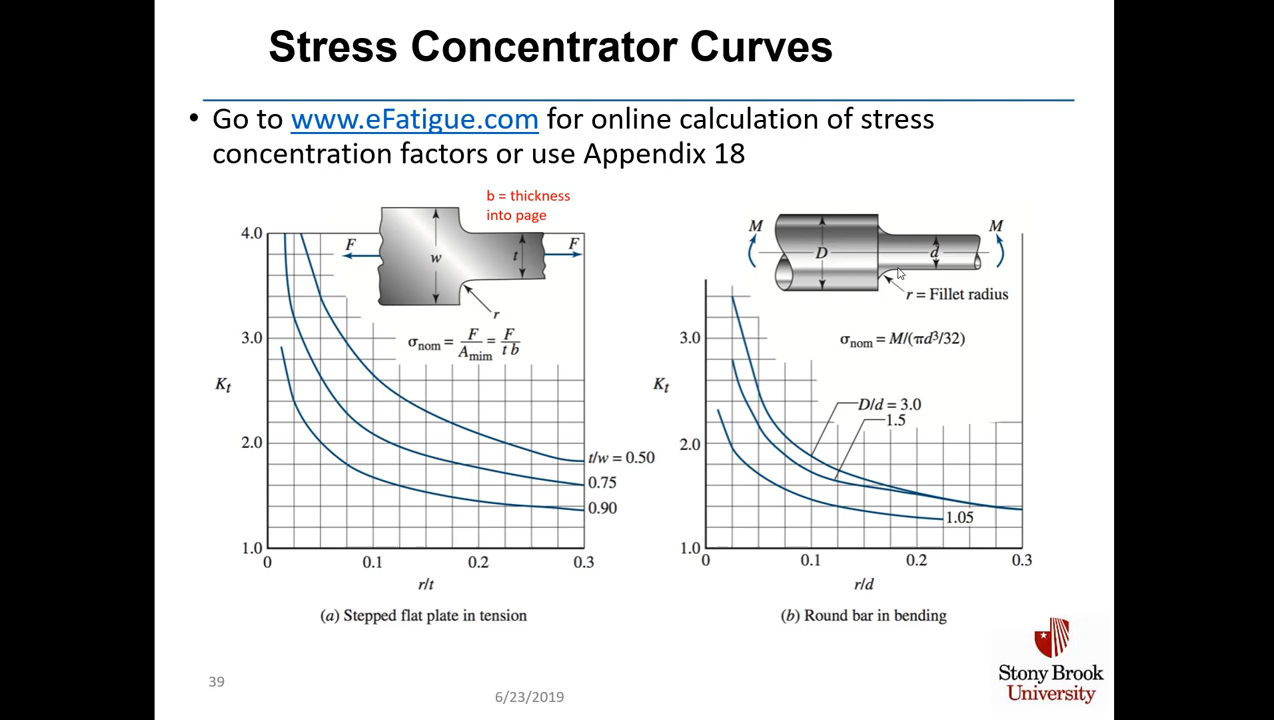 Stress Concentrator Curves
• Go to www.eFatigue.com for online calculation of stress
concentration factors or use Appendix 18
b = thickness
into page
4.0
3.0
2.0
1.0
Kt
F
F
w
t
r
σnom = F/Amim = F/t b
t/w = 0.50
0.75
0.90
0
0.1
0.2
0.3
r/t
(a) Stepped flat plate in tension
M
M
D
d
r = Fillet radius
σnom = M/(πd³/32)
3.0
2.0
1.0
Kt
D/d = 3.0
1.5
1.05
0
0.1
0.2
0.3
r/d
(b) Round bar in bending
39
6/23/2019
Stony Brook
University